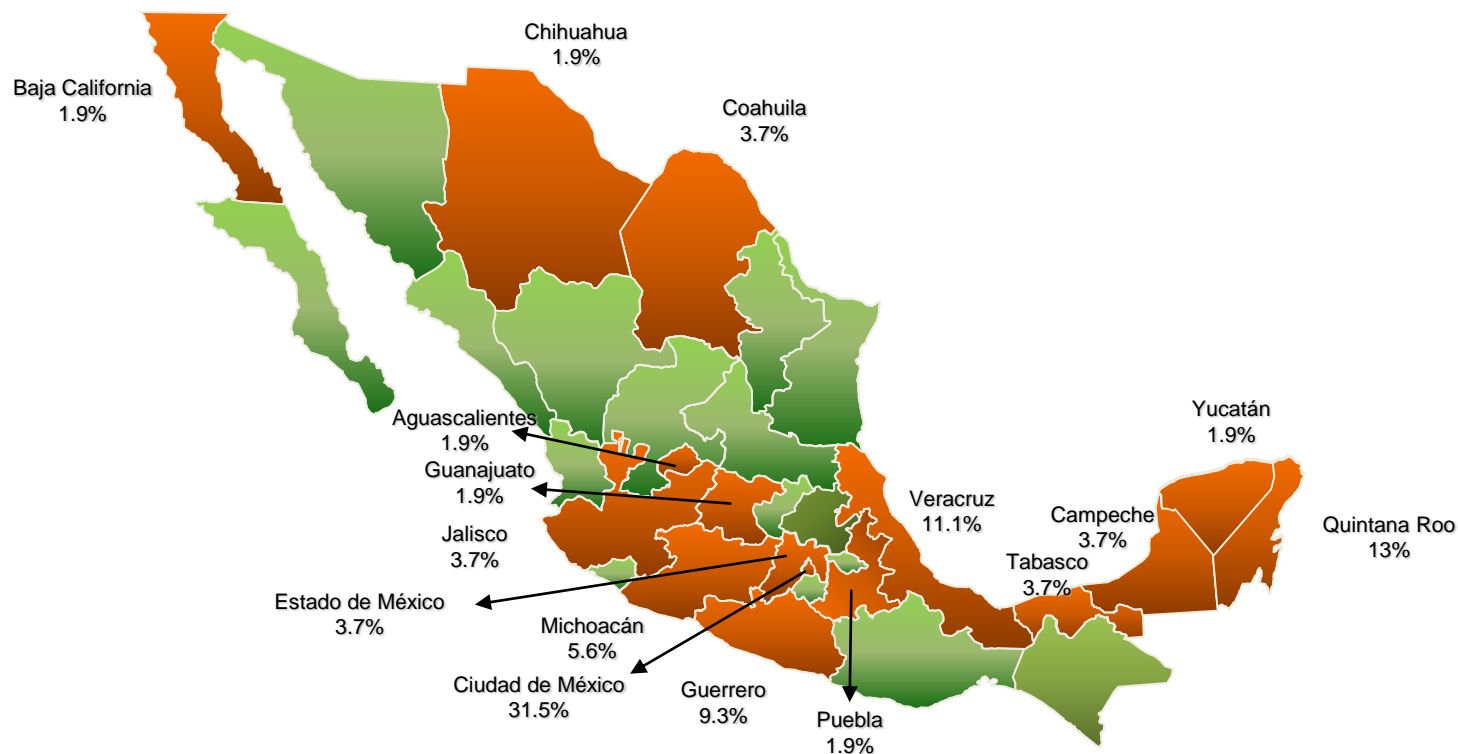 Chihuahua
1.9%
Baja California
1.9%
Coahuila
3.7%
Aguascalientes
1.9%
Guanajuato
1.9%
Jalisco
3.7%
Estado de México
3.7%
Michoacán
5.6%
Ciudad de México
31.5%
Guerrero
9.3%
Puebla
1.9%
Veracruz
11.1%
Tabasco
3.7%
Campeche
3.7%
Yucatán
1.9%
Quintana Roo
13%